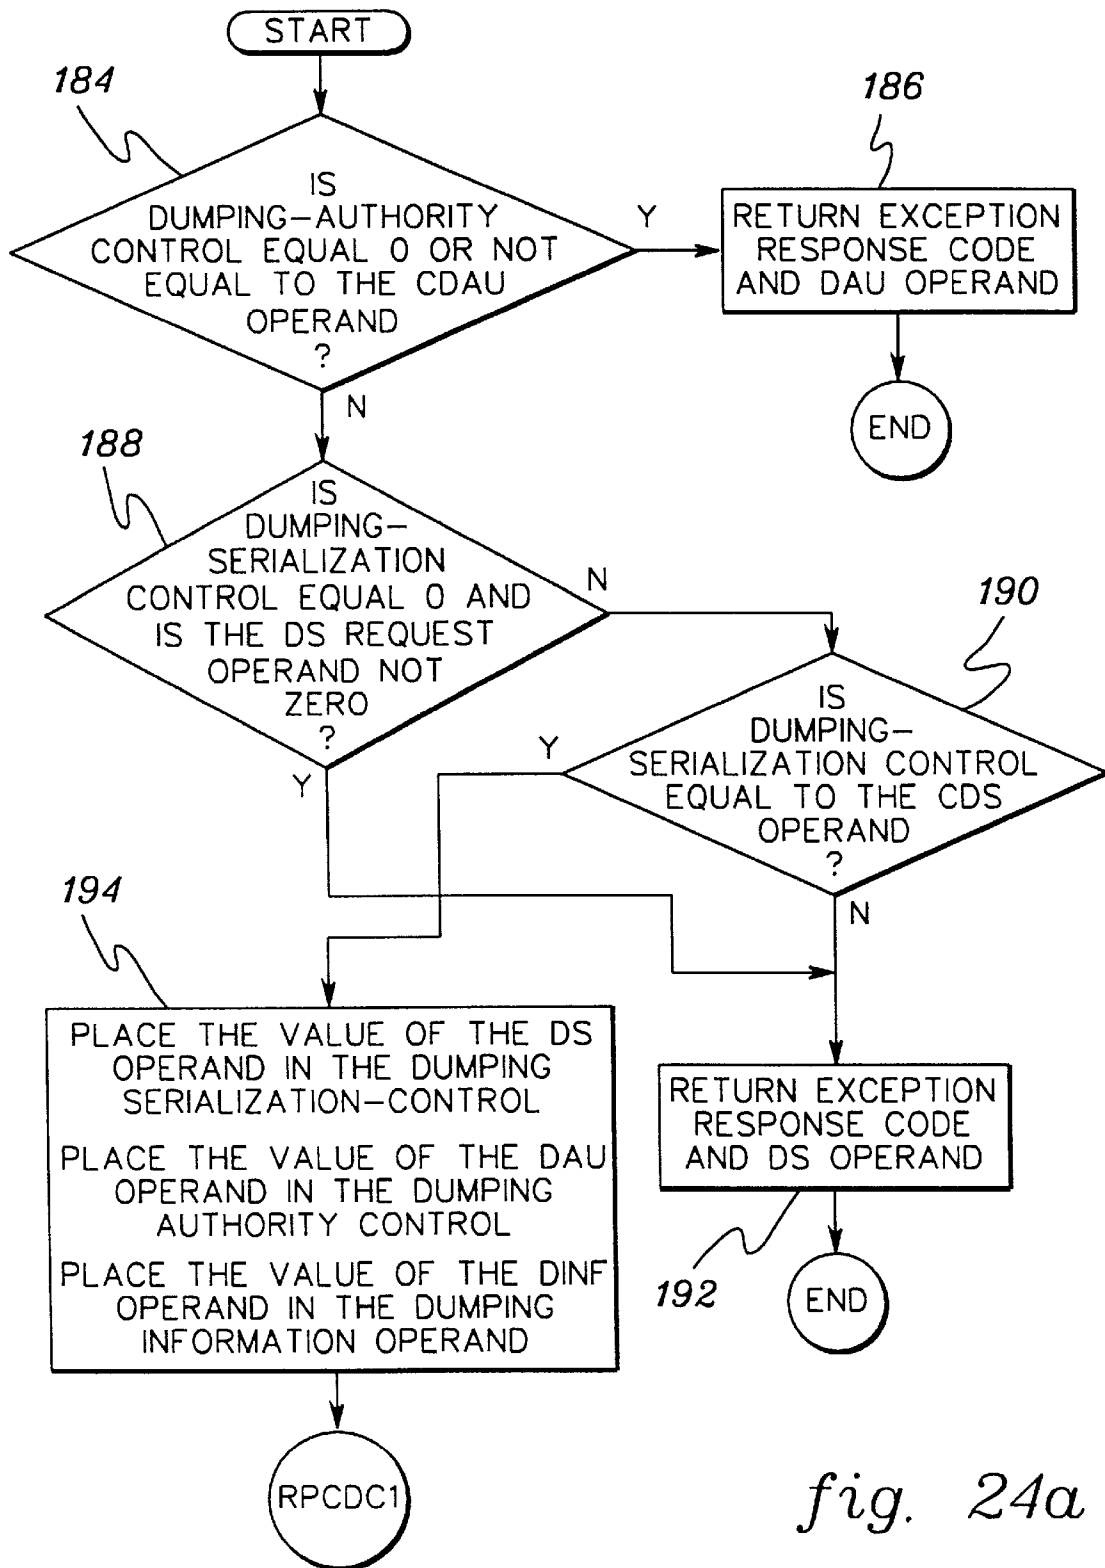 START
184
IS
DUMPING-AUTHORITY
CONTROL EQUAL 0 OR NOT
EQUAL TO THE CDAU
OPERAND
?
Y
N
186
RETURN EXCEPTION
RESPONSE CODE
AND DAU OPERAND
END
188
IS
DUMPING-
SERIALIZATION
CONTROL EQUAL 0 AND
IS THE DS REQUEST
OPERAND NOT
ZERO
?
N
Y
190
IS
DUMPING-
SERIALIZATION CONTROL
EQUAL TO THE CDS
OPERAND
?
Y
N
194
PLACE THE VALUE OF THE DS
OPERAND IN THE DUMPING
SERIALIZATION-CONTROL
PLACE THE VALUE OF THE DAU
OPERAND IN THE DUMPING
AUTHORITY CONTROL
PLACE THE VALUE OF THE DINF
OPERAND IN THE DUMPING
INFORMATION OPERAND
RETURN EXCEPTION
RESPONSE CODE
AND DS OPERAND
192
END
RPCDC1
fig. 24a